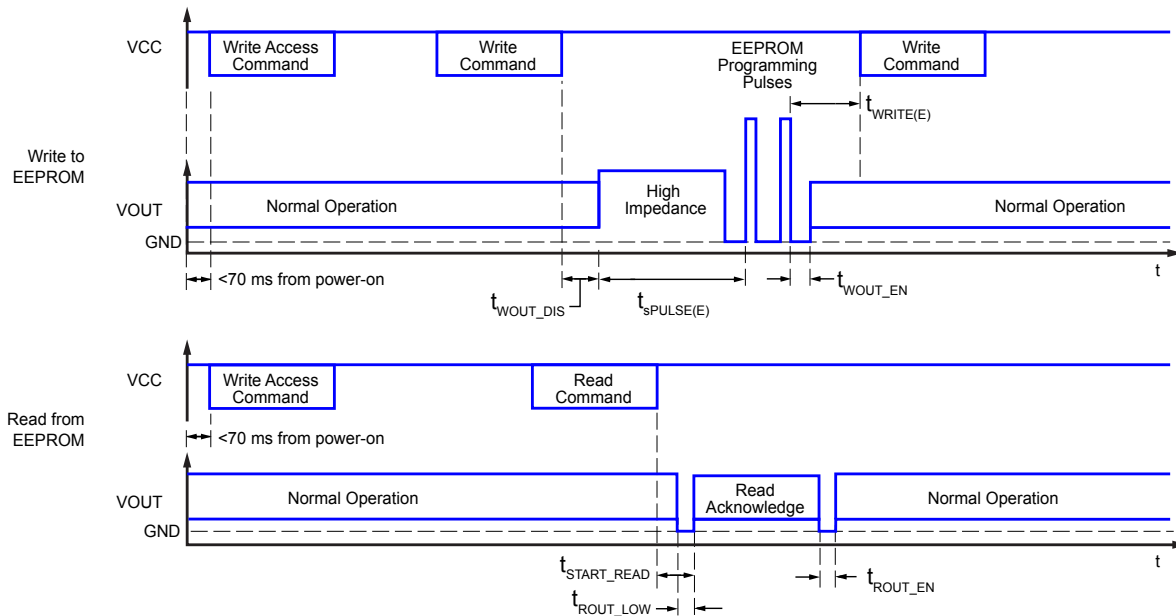 VCC
Write Access
Command
Write
Command
EEPROM
Programming
Pulses
Write
Command
tWRITE(E)
Write to
EEPROM
VOUT
Normal Operation
High
Impedance
Normal Operation
GND
t
<70 ms from power-on
tWOUT_DIS
tsPULSE(E)
tWOUT_EN
VCC
Write Access
Command
Read
Command
Read from
EEPROM
<70 ms from power-on
VOUT
Normal Operation
Read
Acknowledge
Normal Operation
GND
t
tSTART_READ
tROUT_LOW
tROUT_EN